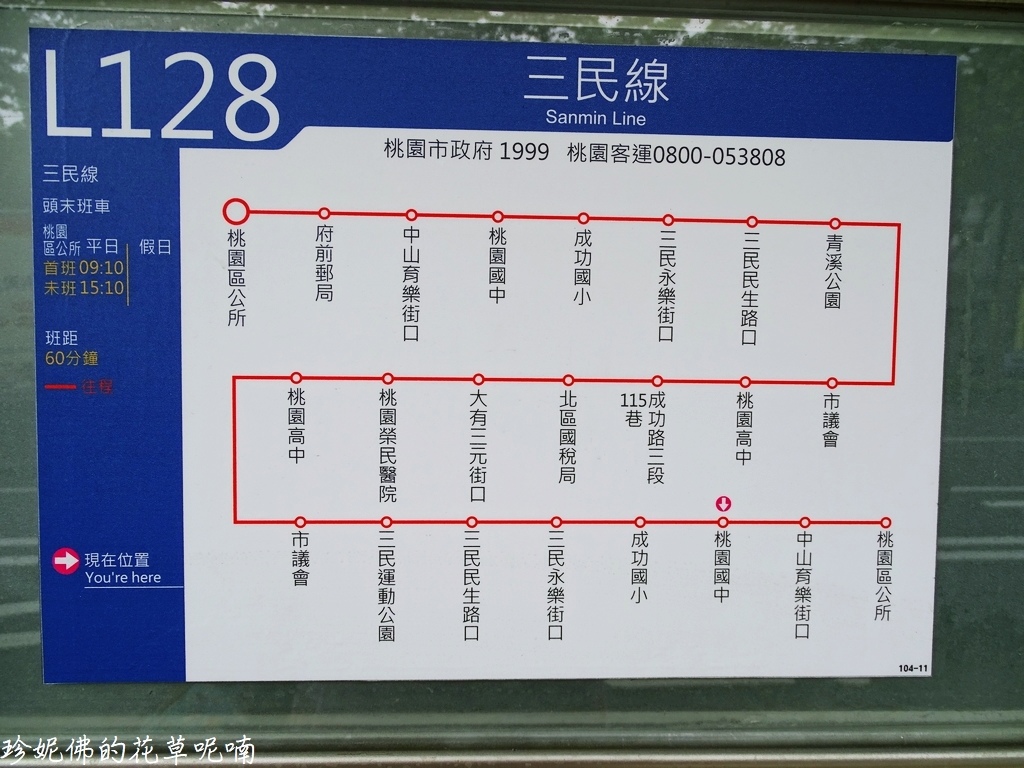 L128
三民線
Sanmin Line
桃園市政府 1999 桃園客運0800-053808
三民線
頭末班車
桃園
區公所 平日 假日
首班 09:10
末班 15:10
班距
60分鐘
往程
現在位置
You're here
桃園區公所
府前郵局
中山育樂街口
桃園國中
成功國小
三民永樂街口
三民民生路口
青溪公園
市議會
桃園高中
成功路三段
115巷
北區國稅局
大有三元街口
桃園榮民醫院
桃園高中
市議會
三民運動公園
三民民生路口
三民永樂街口
成功國小
桃園國中
中山育樂街口
桃園區公所
104-11
珍妮佛的花草呢喃